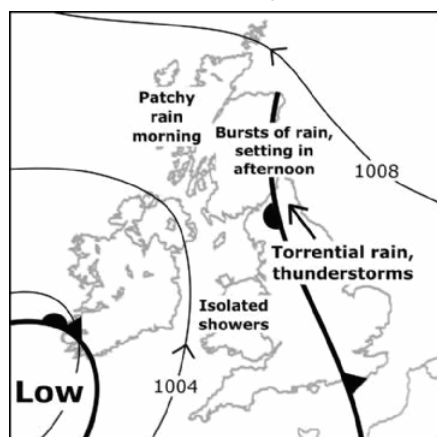 Patchy
rain
morning
Bursts of rain,
setting in
afternoon
1008
Torrential rain,
thunderstorms
Isolated
showers
Low
1004